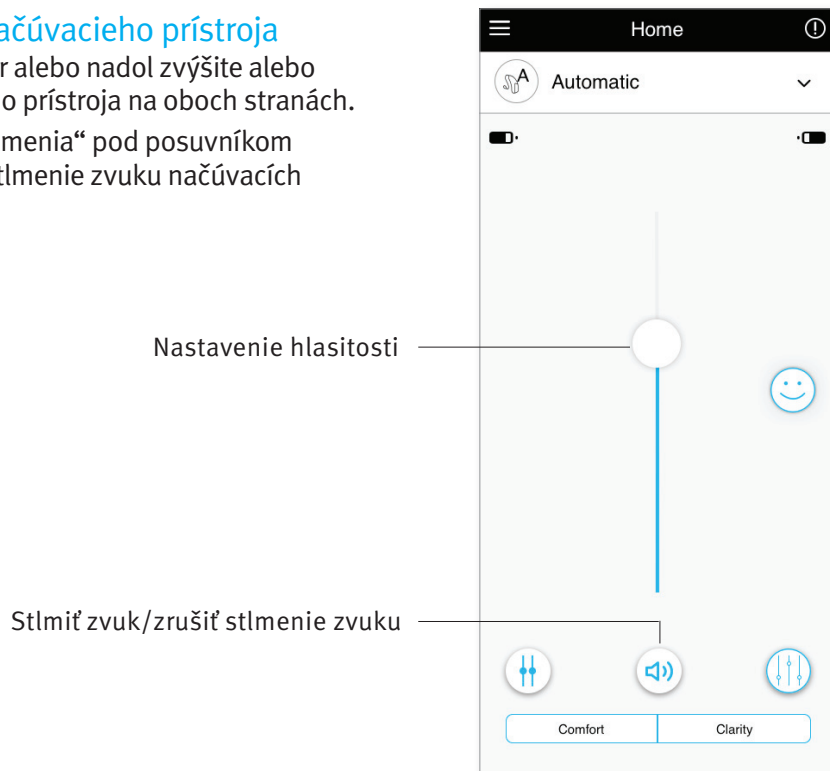 ačúvacieho prístroja
r alebo nadol zvýšite alebo
o prístroja na oboch stranách.
menia“ pod posuvníkom
tlmenie zvuku načúvacích
Home
A
Automatic
Nastavenie hlasitosti
Stlmiť zvuk/zrušiť stlmenie zvuku
Comfort
Clarity